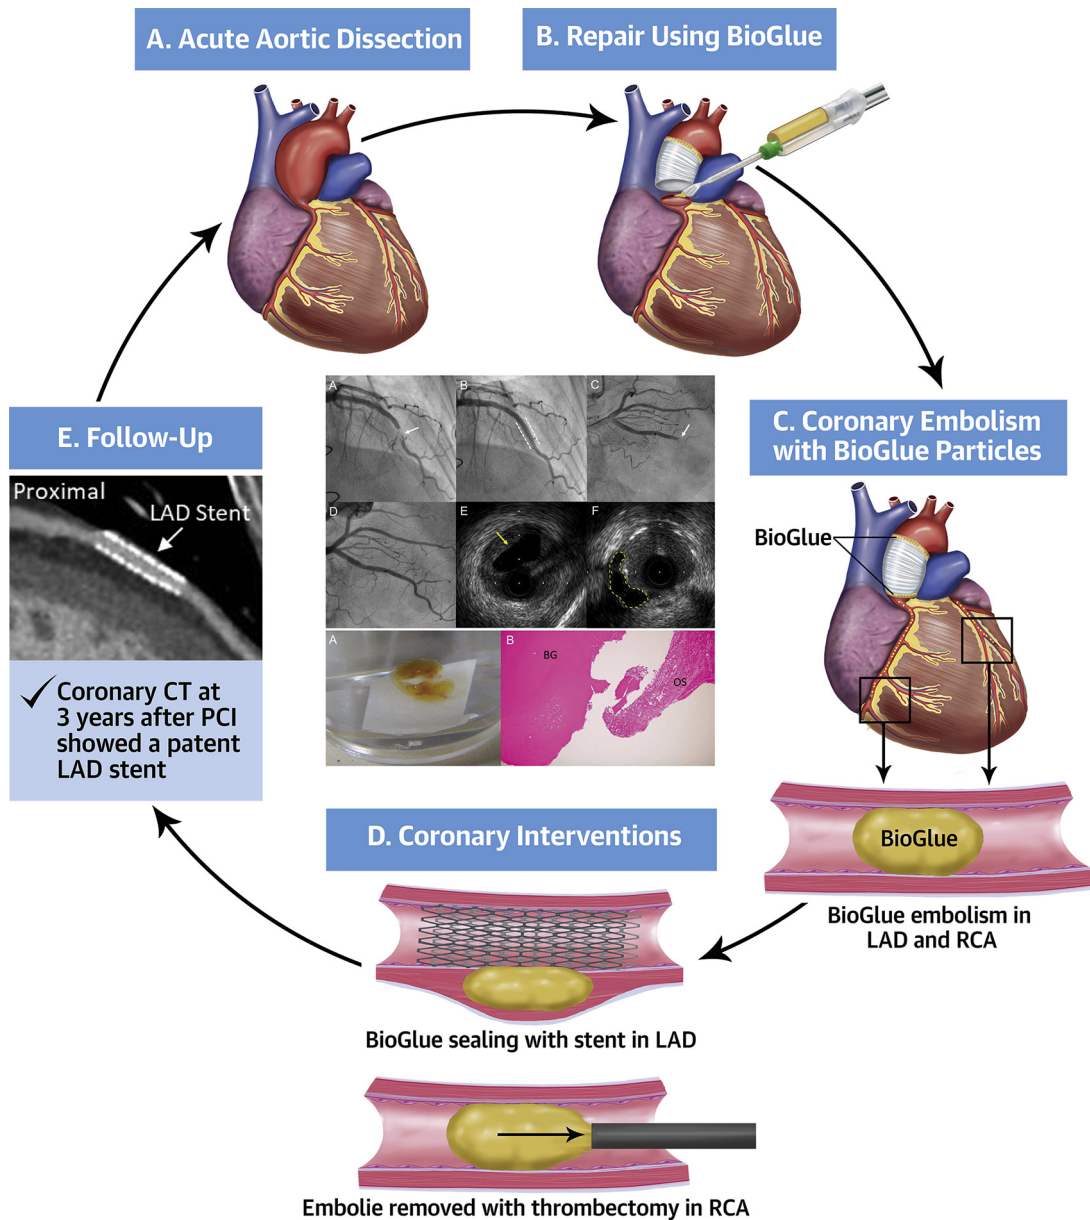 A. Acute Aortic Dissection
B. Repair Using BioGlue
C. Coronary Embolism
with BioGlue Particles
BioGlue
BioGlue
BioGlue embolism in
LAD and RCA
D. Coronary Interventions
BioGlue sealing with stent in LAD
Embolie removed with thrombectomy in RCA
E. Follow-Up
Proximal
LAD Stent
Coronary CT at
3 years after PCI
showed a patent
LAD stent
A
B
C
D
E
F
A
B
BG
OS